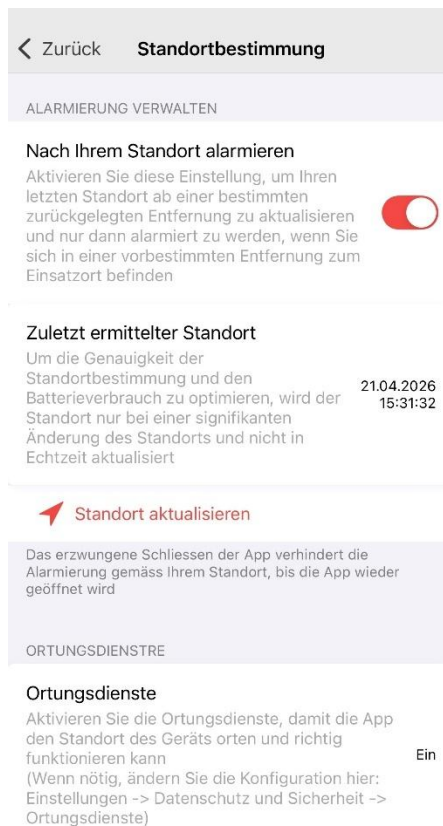 Zurück Standortbestimmung
ALARMIERUNG VERWALTEN
Nach Ihrem Standort alarmieren
Aktivieren Sie diese Einstellung, um Ihren
letzten Standort ab einer bestimmten
zurückgelegten Entfernung zu aktualisieren
und nur dann alarmiert zu werden, wenn Sie
sich in einer vorbestimmten Entfernung zum
Einsatzort befinden
Zuletzt ermittelter Standort
Um die Genauigkeit der
Standortbestimmung und den
Batterieverbrauch zu optimieren, wird der
Standort nur bei einer signifikanten
Änderung des Standorts und nicht in
Echtzeit aktualisiert
21.04.2026
15:31:32
Standort aktualisieren
Das erzwungene Schliessen der App verhindert die
Alarmierung gemäss Ihrem Standort, bis die App wieder
geöffnet wird
ORTUNGSDIENSTRE
Ortungsdienste
Aktivieren Sie die Ortungsdienste, damit die App
den Standort des Geräts orten und richtig
funktionieren kann
(Wenn nötig, ändern Sie die Konfiguration hier:
Einstellungen -> Datenschutz und Sicherheit ->
Ortungsdienste)
Ein